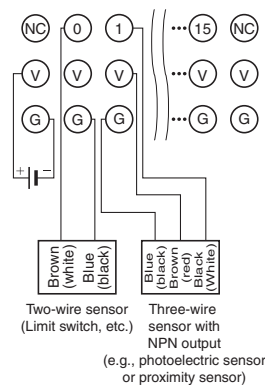 NC 0 1 ••• 15 NC
V V V ••• V V
G G G ••• G G
+ −
Brown
(white)
Blue
(black)
Blue
(black)
Brown
(red)
Black
(White)
Two-wire sensor
(Limit switch, etc.)
Three-wire
sensor with
NPN output
(e.g., photoelectric sensor
or proximity sensor)